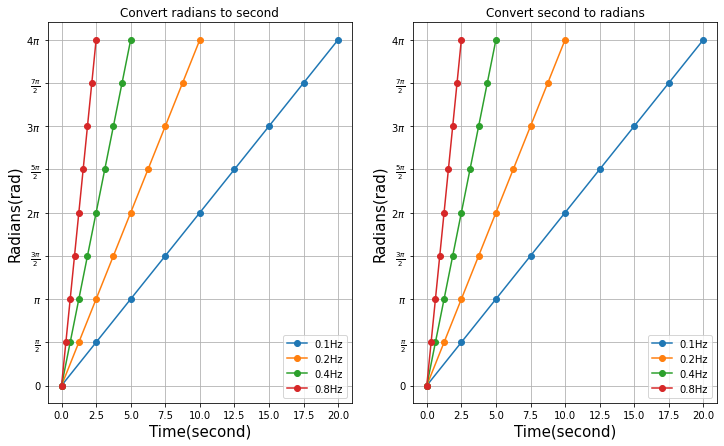 Convert radians to second
4π
7π/2
3π
5π/2
2π
3π/2
π
π/2
0
Radians(rad)
0.1Hz
0.2Hz
0.4Hz
0.8Hz
0.0 2.5 5.0 7.5 10.0 12.5 15.0 17.5 20.0
Time(second)
Convert second to radians
4π
7π/2
3π
5π/2
2π
3π/2
π
π/2
0
Radians(rad)
0.1Hz
0.2Hz
0.4Hz
0.8Hz
0.0 2.5 5.0 7.5 10.0 12.5 15.0 17.5 20.0
Time(second)